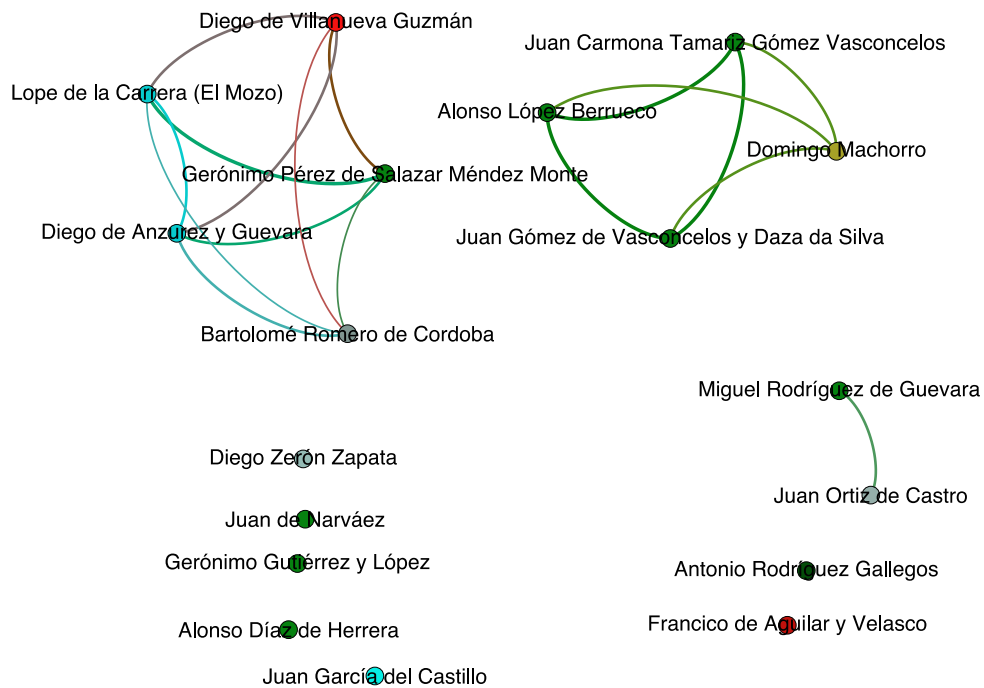 Diego de Villanueva Guzmán
Juan Carmona Tamariz Gómez Vasconcelos
Lope de la Carrera (El Mozo)
Alonso López Berrueco
Domingo Machorro
Gerónimo Pérez de Salazar Méndez Monte
Diego de Anzurez y Guevara
Juan Gómez de Vasconcelos y Daza da Silva
Bartolomé Romero de Cordoba
Miguel Rodríguez de Guevara
Diego Zerón Zapata
Juan Ortiz de Castro
Juan de Narváez
Gerónimo Gutiérrez y López
Antonio Rodríguez Gallegos
Francico de Aguilar y Velasco
Alonso Díaz de Herrera
Juan García del Castillo